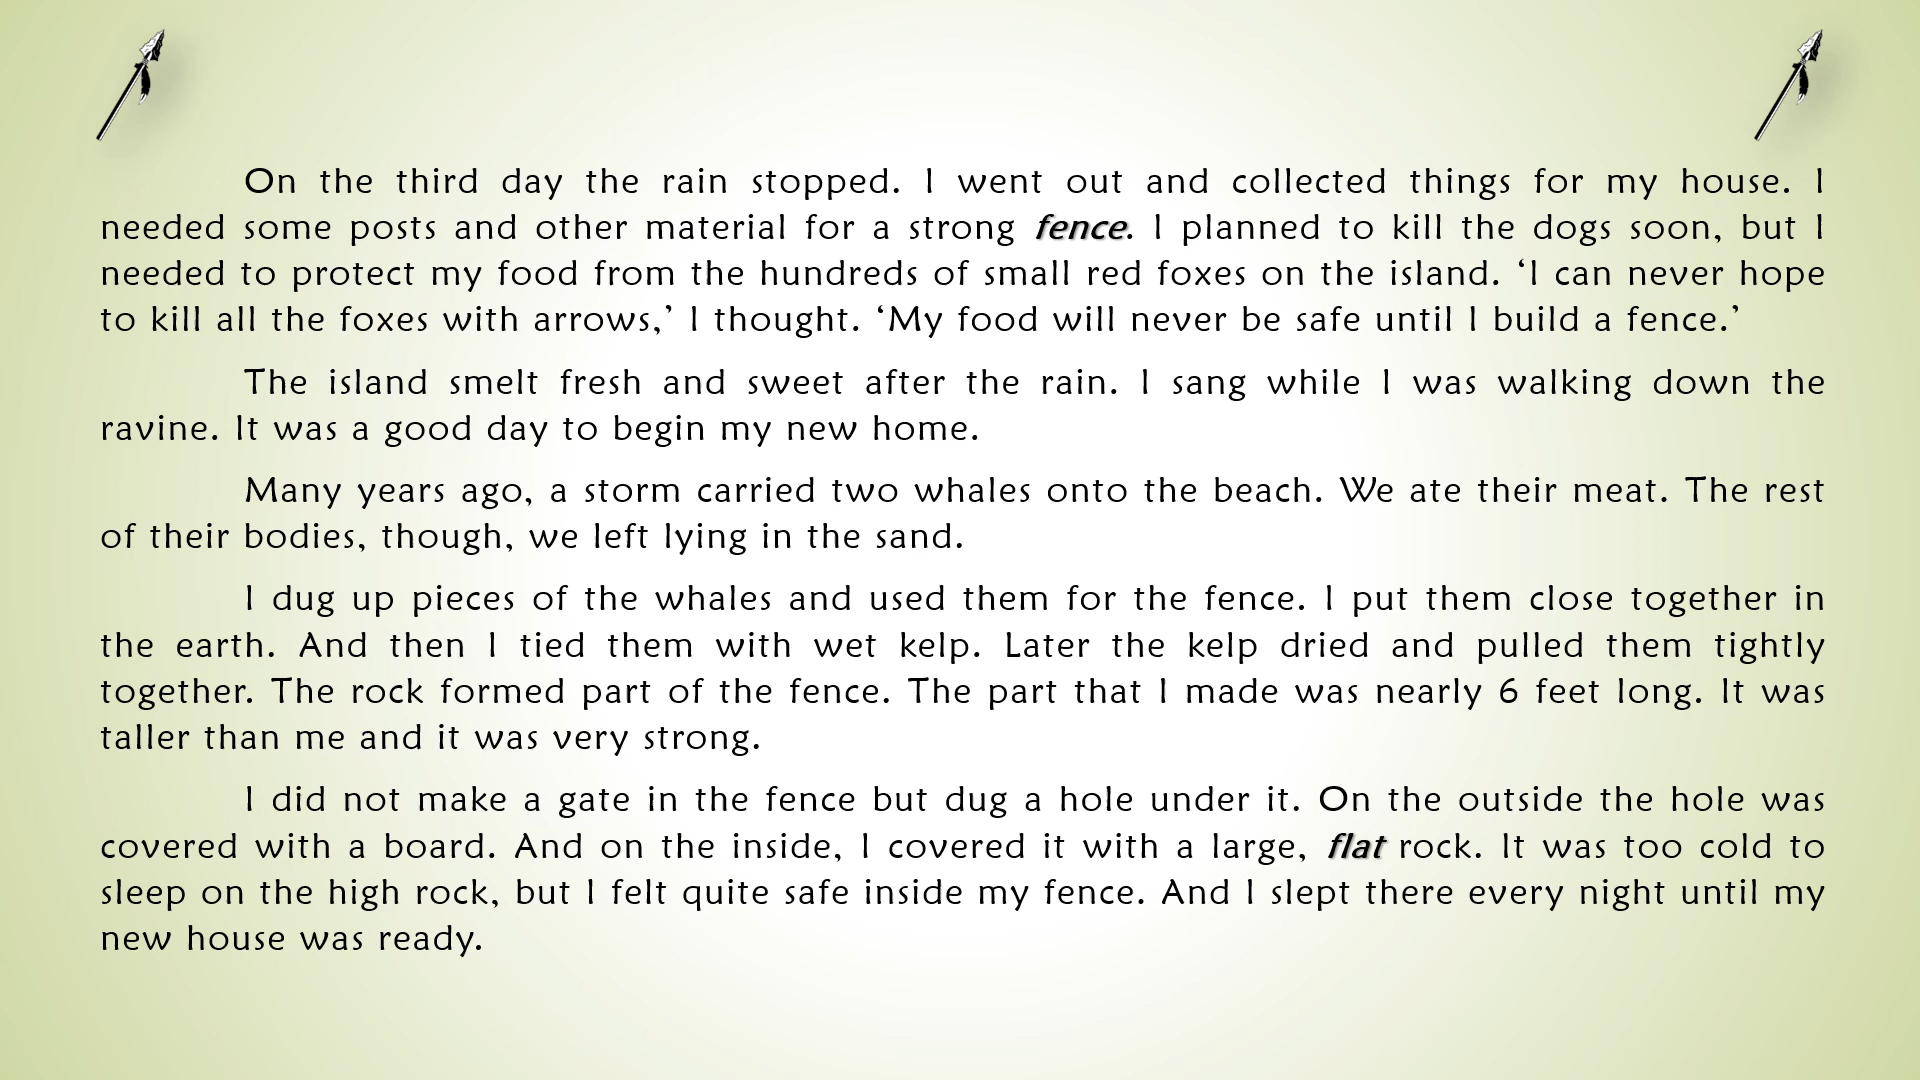 On the third day the rain stopped. I went out and collected things for my house. I
needed some posts and other material for a strong fence. I planned to kill the dogs soon, but I
needed to protect my food from the hundreds of small red foxes on the island. ‘I can never hope
to kill all the foxes with arrows,’ I thought. ‘My food will never be safe until I build a fence.’
The island smelt fresh and sweet after the rain. I sang while I was walking down the
ravine. It was a good day to begin my new home.
Many years ago, a storm carried two whales onto the beach. We ate their meat. The rest
of their bodies, though, we left lying in the sand.
I dug up pieces of the whales and used them for the fence. I put them close together in
the earth. And then I tied them with wet kelp. Later the kelp dried and pulled them tightly
together. The rock formed part of the fence. The part that I made was nearly 6 feet long. It was
taller than me and it was very strong.
I did not make a gate in the fence but dug a hole under it. On the outside the hole was
covered with a board. And on the inside, I covered it with a large, flat rock. It was too cold to
sleep on the high rock, but I felt quite safe inside my fence. And I slept there every night until my
new house was ready.